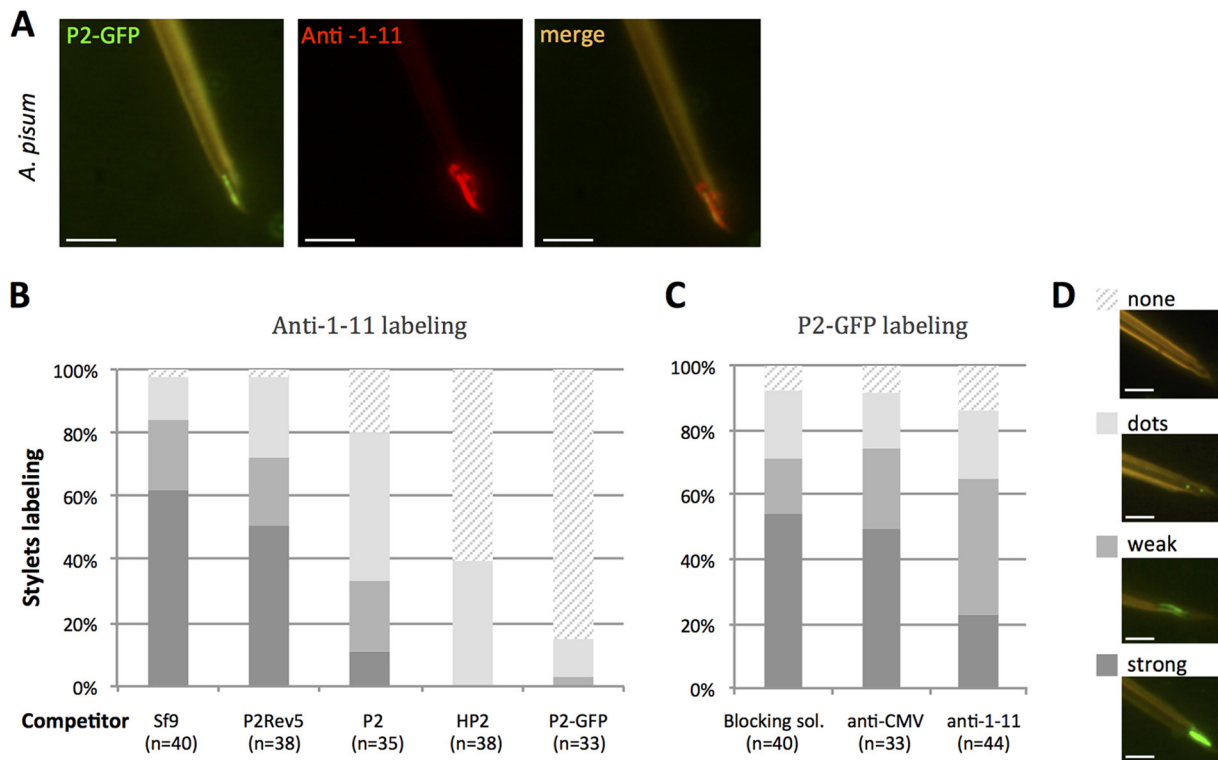 A
P2-GFP
Anti -1-11
merge
A. pisum
B
Anti-1-11 labeling
Stylets labeling
100%
80%
60%
40%
20%
0%
Competitor
Sf9
(n=40)
P2Rev5
(n=38)
P2
(n=35)
HP2
(n=38)
P2-GFP
(n=33)
C
P2-GFP labeling
100%
80%
60%
40%
20%
0%
Blocking sol.
(n=40)
anti-CMV
(n=33)
anti-1-11
(n=44)
D
none
dots
weak
strong